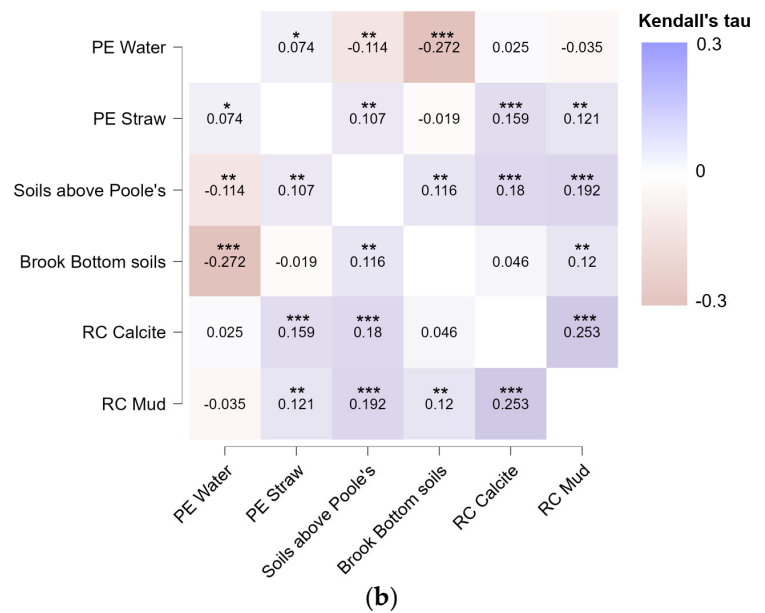 Kendall's tau
0.3
0
-0.3
PE Water
* ** ***
0.074 -0.114 -0.272 0.025 -0.035
PE Straw
* ** *** **
0.074 0.107 -0.019 0.159 0.121
Soils above Poole's
** ** ** *** ***
-0.114 0.107 0.116 0.18 0.192
Brook Bottom soils
*** ** **
-0.272 -0.019 0.116 0.046 0.12
RC Calcite
*** *** ***
0.025 0.159 0.18 0.046 0.253
RC Mud
** *** ** ***
-0.035 0.121 0.192 0.12 0.253
PE Water
PE Straw
Soils above Poole's
Brook Bottom soils
RC Calcite
RC Mud
(b)